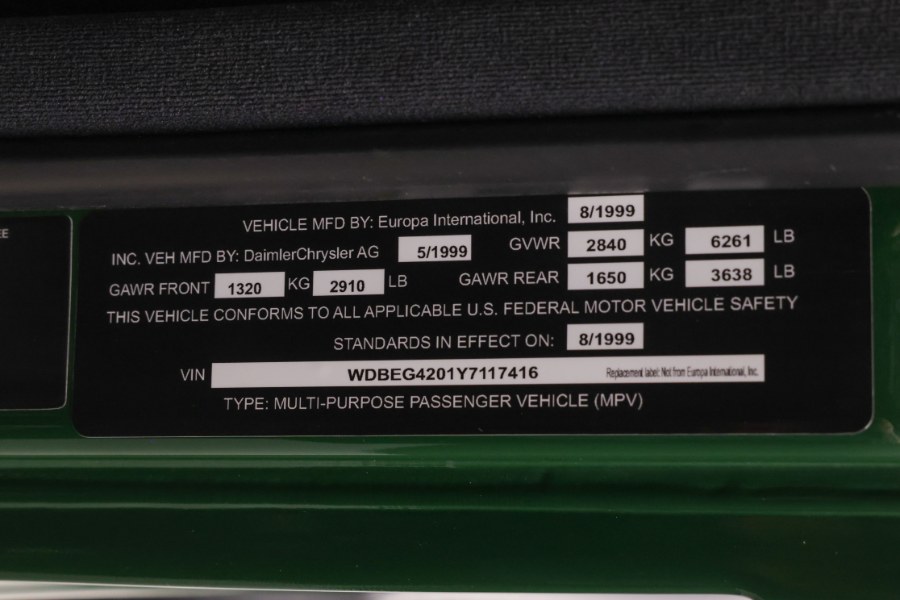 EE
VEHICLE MFD BY: Europa International, Inc. 8/1999
INC. VEH MFD BY: DaimlerChrysler AG 5/1999 GVWR 2840 KG 6261 LB
GAWR FRONT 1320 KG 2910 LB GAWR REAR 1650 KG 3638 LB
THIS VEHICLE CONFORMS TO ALL APPLICABLE U.S. FEDERAL MOTOR VEHICLE SAFETY
STANDARDS IN EFFECT ON: 8/1999
VIN WDBEG4201Y7117416 Replacement label: Not from Europa International, Inc.
TYPE: MULTI-PURPOSE PASSENGER VEHICLE (MPV)